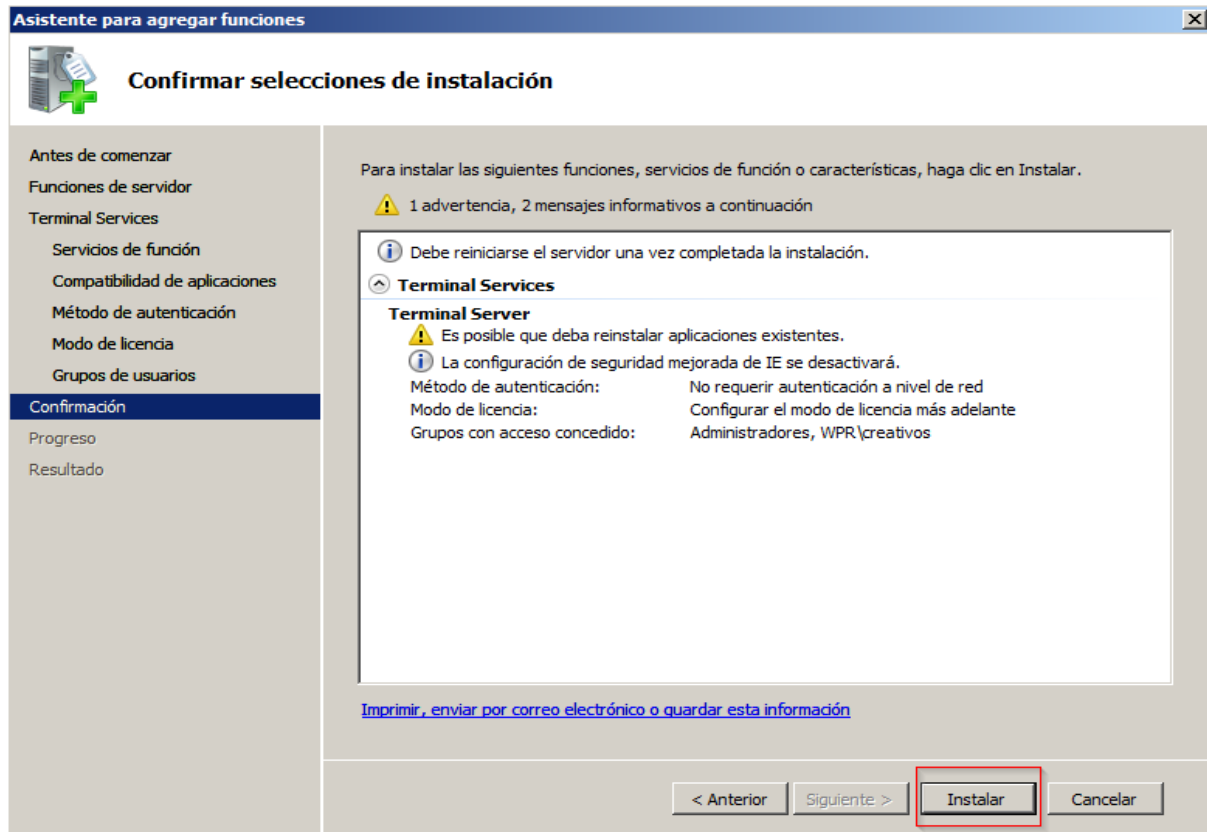 Asistente para agregar funciones
Confirmar selecciones de instalación
Antes de comenzar
Funciones de servidor
Terminal Services
Servicios de función
Compatibilidad de aplicaciones
Método de autenticación
Modo de licencia
Grupos de usuarios
Confirmación
Progreso
Resultado
Para instalar las siguientes funciones, servicios de función o características, haga clic en Instalar.
1 advertencia, 2 mensajes informativos a continuación
Debe reiniciarse el servidor una vez completada la instalación.
Terminal Services
Terminal Server
Es posible que deba reinstalar aplicaciones existentes.
La configuración de seguridad mejorada de IE se desactivará.
Método de autenticación: No requerir autenticación a nivel de red
Modo de licencia: Configurar el modo de licencia más adelante
Grupos con acceso concedido: Administradores, WPR\creativos
Imprimir, enviar por correo electrónico o guardar esta información
< Anterior Siguiente > Instalar Cancelar